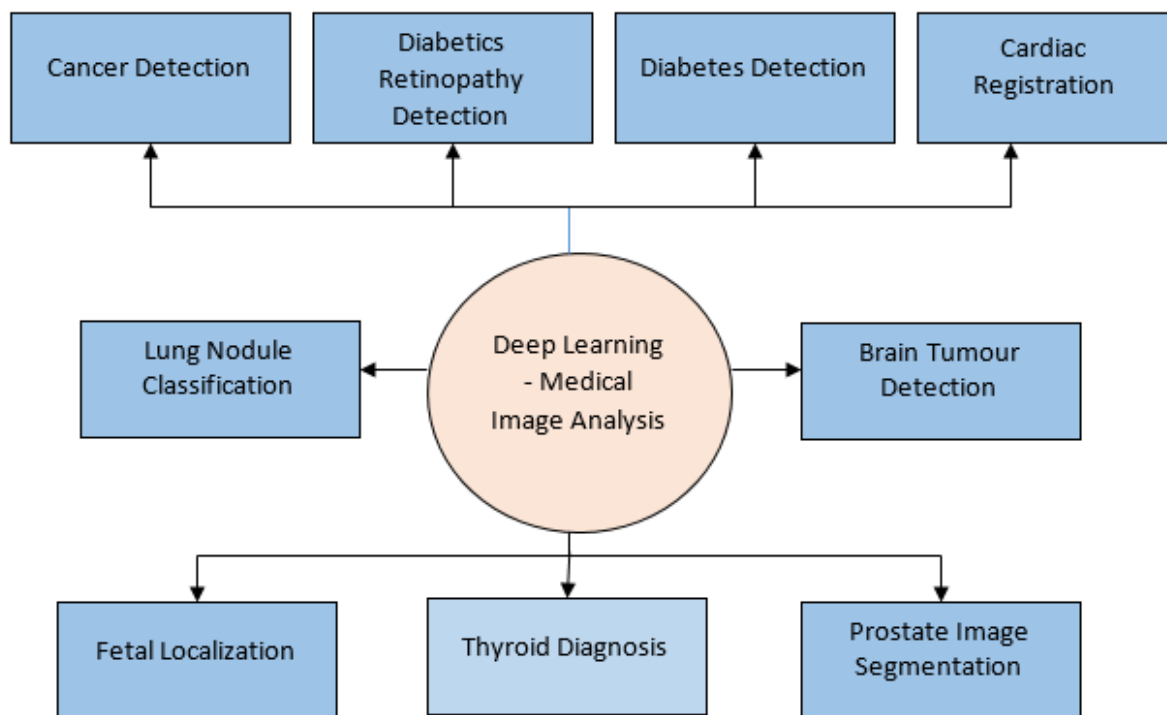 Cancer Detection
Diabetics
Retinopathy
Detection
Diabetes Detection
Cardiac
Registration
Lung Nodule
Classification
Deep Learning
- Medical
Image Analysis
Brain Tumour
Detection
Fetal Localization
Thyroid Diagnosis
Prostate Image
Segmentation